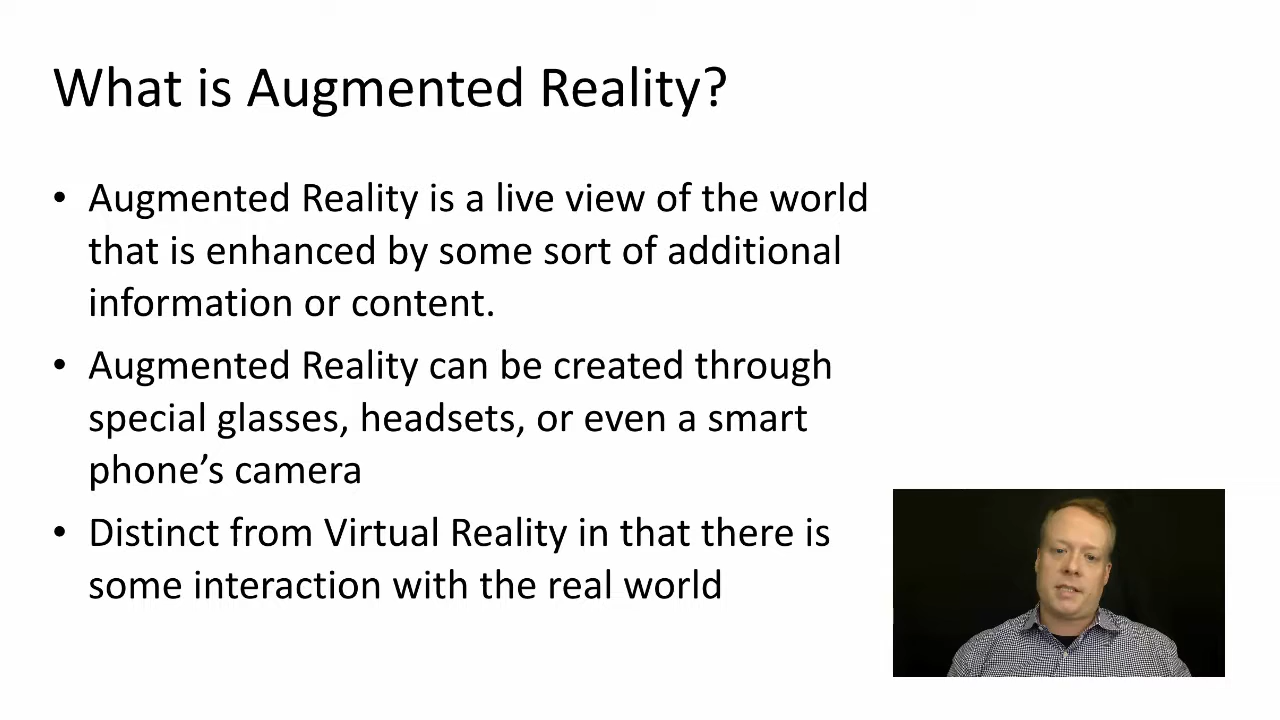 What is Augmented Reality?
• Augmented Reality is a live view of the world
that is enhanced by some sort of additional
information or content.
• Augmented Reality can be created through
special glasses, headsets, or even a smart
phone’s camera
• Distinct from Virtual Reality in that there is
some interaction with the real world